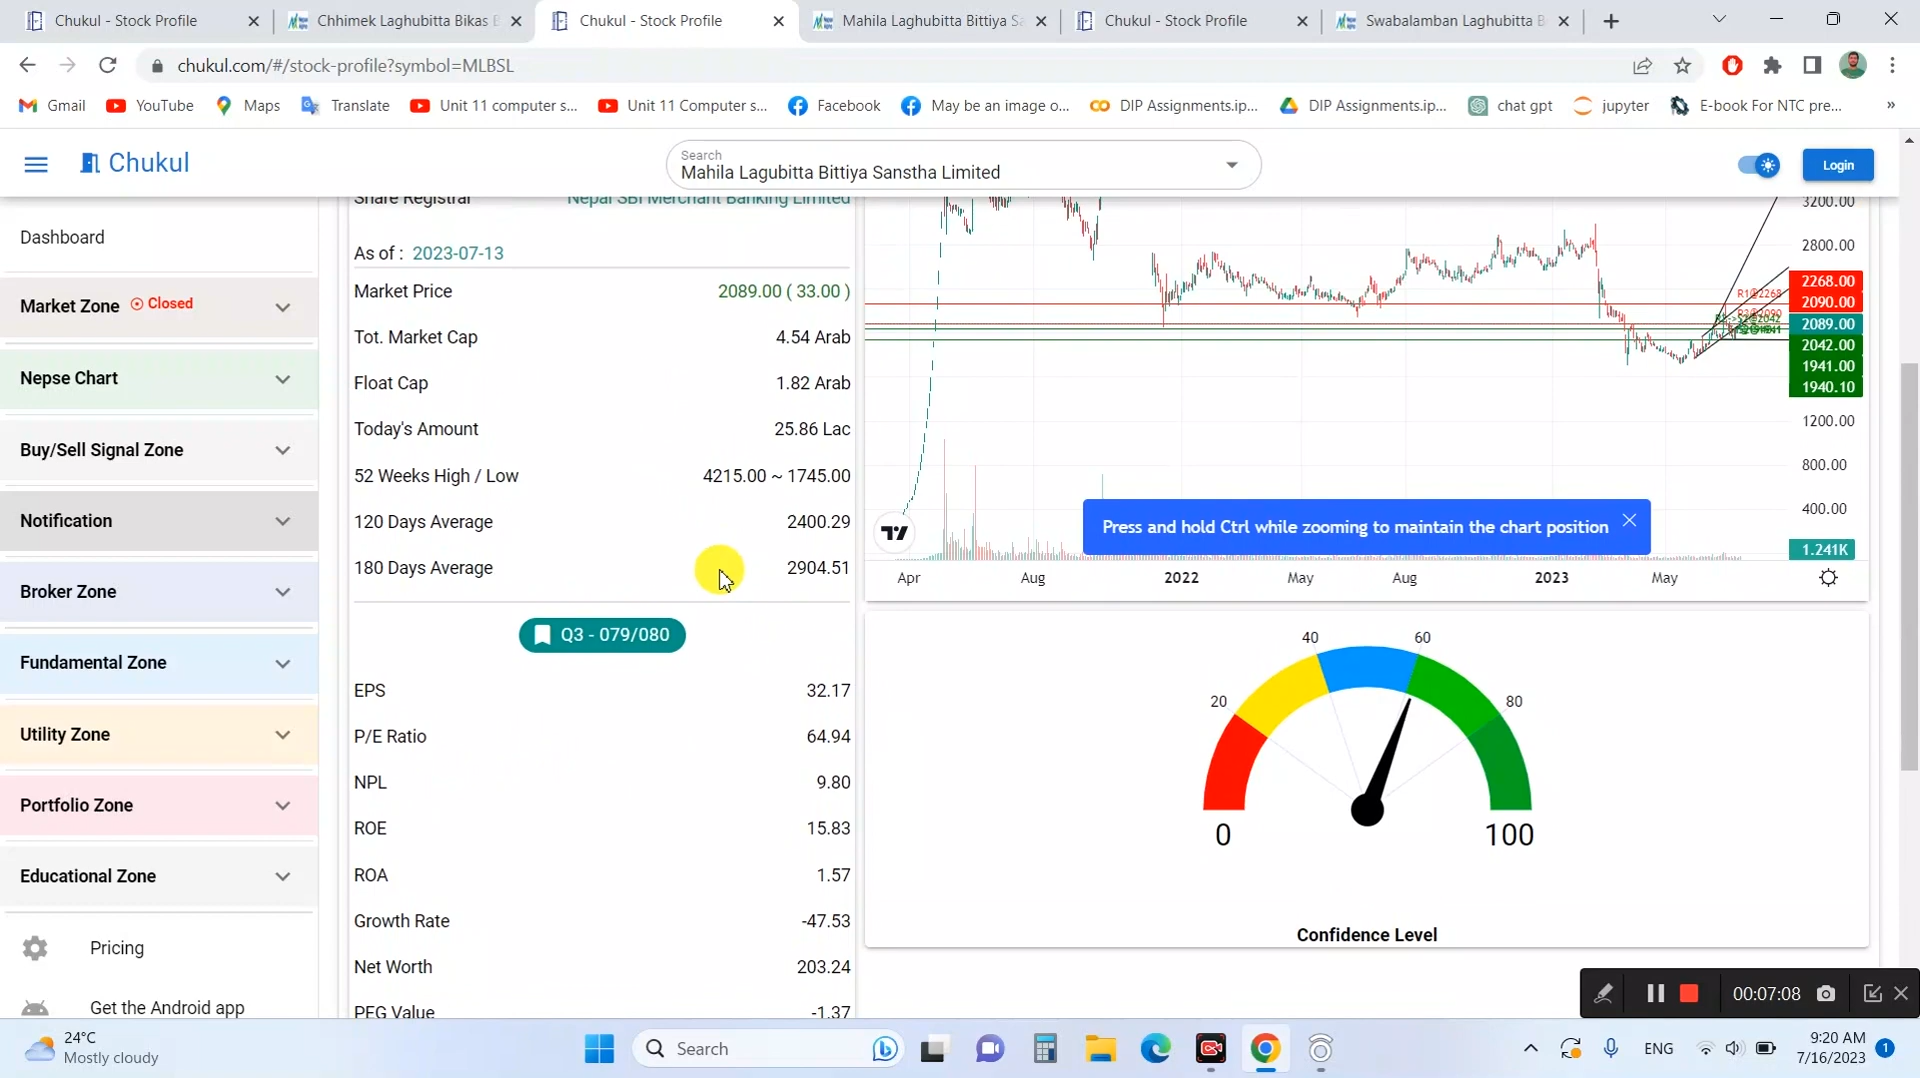 Chukul - Stock Profile
Chhimek Laghubitta Bikas B
Chukul - Stock Profile
Mahila Laghubitta Bittiya Sa
Chukul - Stock Profile
Swabalamban Laghubitta B
chukul.com/#/stock-profile?symbol=MLBSL
Gmail
YouTube
Maps
Translate
Unit 11 computer s...
Unit 11 Computer s...
Facebook
May be an image o...
DIP Assignments.ip...
DIP Assignments.ip...
chat gpt
jupyter
E-book For NTC pre...
»
Chukul
Search
Mahila Lagubitta Bittiya Sanstha Limited
Login
Dashboard
Market Zone Closed
Nepse Chart
Buy/Sell Signal Zone
Notification
Broker Zone
Fundamental Zone
Utility Zone
Portfolio Zone
Educational Zone
Pricing
Get the Android app
Share Registrar Nepal SBI Merchant Banking Limited
As of : 2023-07-13
Market Price 2089.00 ( 33.00 )
Tot. Market Cap 4.54 Arab
Float Cap 1.82 Arab
Today's Amount 25.86 Lac
52 Weeks High / Low 4215.00 ~ 1745.00
120 Days Average 2400.29
180 Days Average 2904.51
Q3 - 079/080
EPS 32.17
P/E Ratio 64.94
NPL 9.80
ROE 15.83
ROA 1.57
Growth Rate -47.53
Net Worth 203.24
PEG Value -1.37
3200.00
2800.00
2268.00
R1@2268
2090.00
2089.00
2042.00
1941.00
1940.10
1200.00
800.00
400.00
1.241K
Press and hold Ctrl while zooming to maintain the chart position
Apr Aug 2022 May Aug 2023 May
40 60
20 80
0 100
Confidence Level
00:07:08
24°C
Mostly cloudy
Search
ENG
9:20 AM
7/16/2023
1